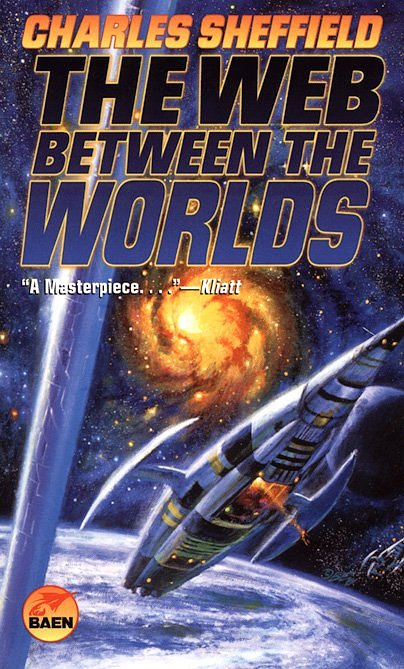 CHARLES SHEFFIELD
THE WEB
BETWEEN THE
WORLDS
“A Masterpiece. . . .”—Kliatt
BAEN